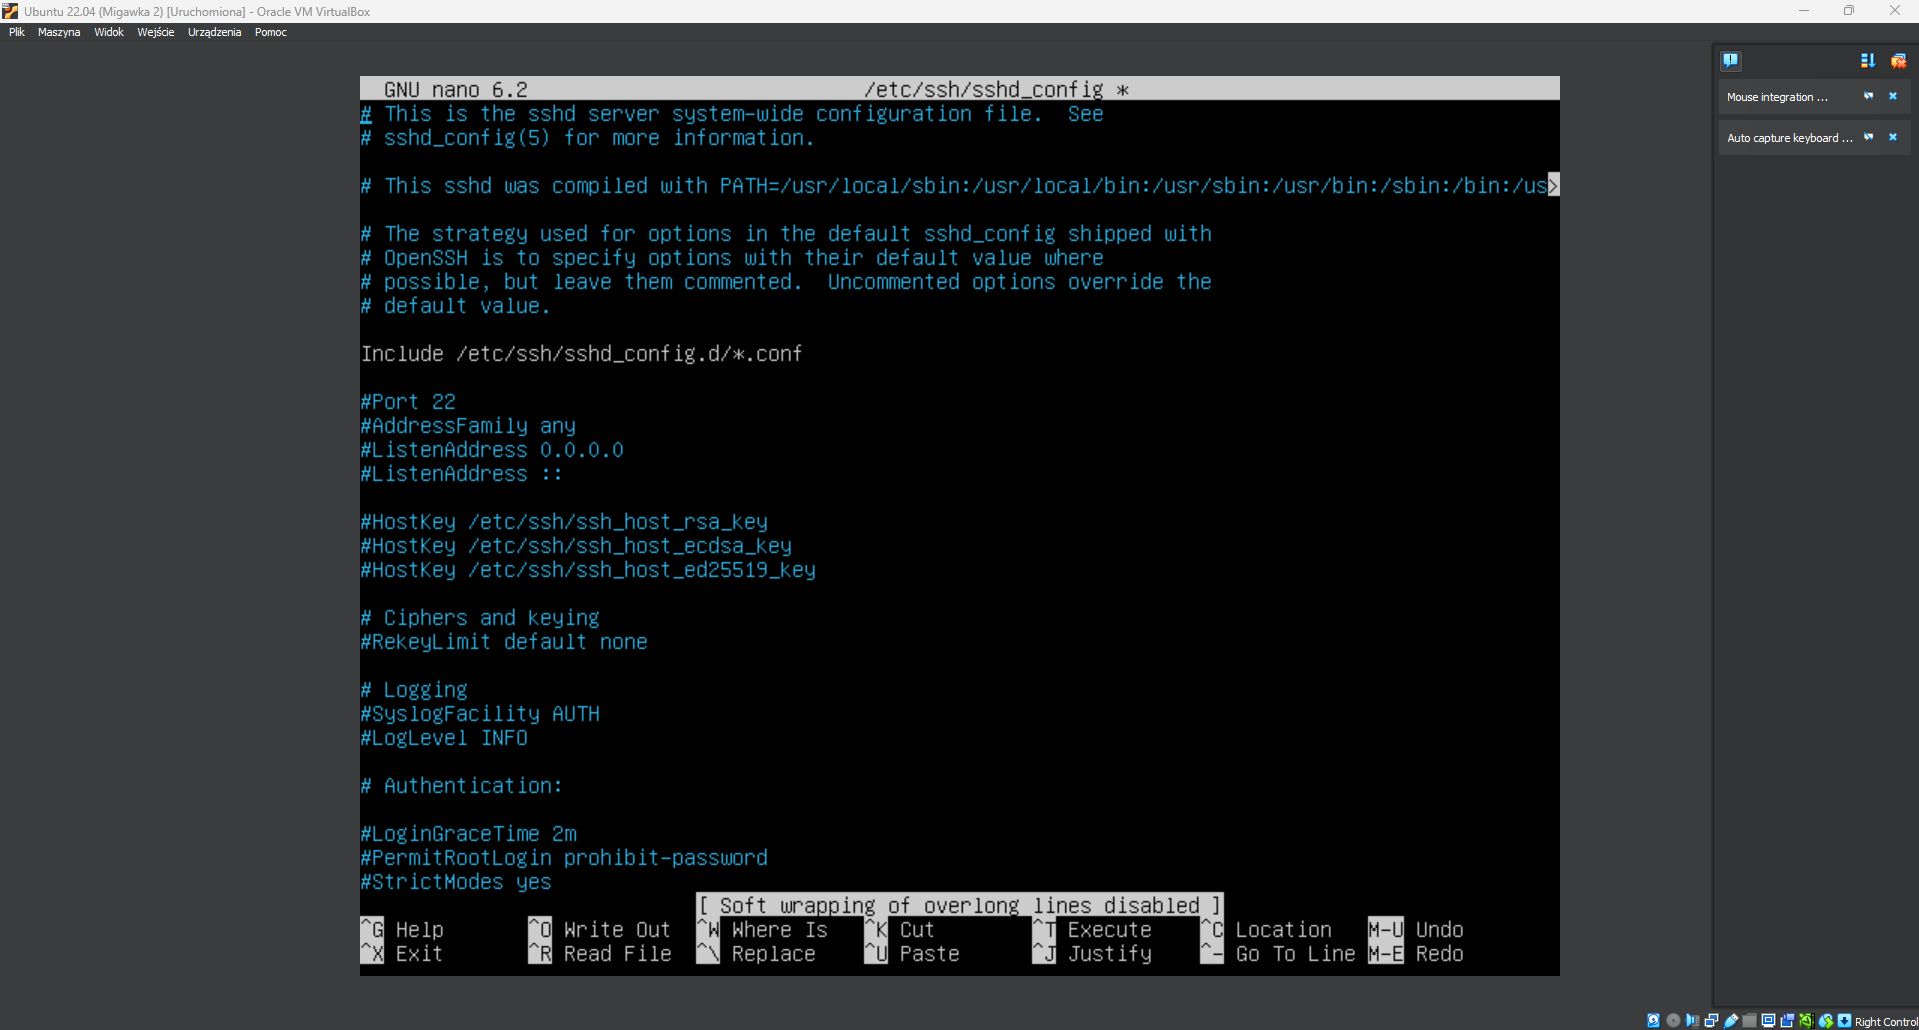 Ubuntu 22.04 (Migawka 2) [Uruchomiona] - Oracle VM VirtualBox
Plik Maszyna Widok Wejście Urządzenia Pomoc
GNU nano 6.2 /etc/ssh/sshd_config *
# This is the sshd server system-wide configuration file.  See
# sshd_config(5) for more information.
# This sshd was compiled with PATH=/usr/local/sbin:/usr/local/bin:/usr/sbin:/usr/bin:/sbin:/bin:/us>
# The strategy used for options in the default sshd_config shipped with
# OpenSSH is to specify options with their default value where
# possible, but leave them commented.  Uncommented options override the
# default value.
Include /etc/ssh/sshd_config.d/*.conf
#Port 22
#AddressFamily any
#ListenAddress 0.0.0.0
#ListenAddress ::
#HostKey /etc/ssh/ssh_host_rsa_key
#HostKey /etc/ssh/ssh_host_ecdsa_key
#HostKey /etc/ssh/ssh_host_ed25519_key
# Ciphers and keying
#RekeyLimit default none
# Logging
#SyslogFacility AUTH
#LogLevel INFO
# Authentication:
#LoginGraceTime 2m
#PermitRootLogin prohibit-password
#StrictModes yes
[ Soft wrapping of overlong lines disabled ]
^G Help ^O Write Out ^W Where Is ^K Cut ^T Execute ^C Location M-U Undo
^X Exit ^R Read File ^\ Replace ^U Paste ^J Justify ^- Go To Line M-E Redo
Mouse integration ...
Auto capture keyboard ...
Right Control